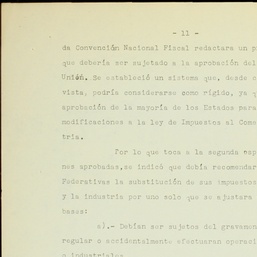 - 11 -
da Convención Nacional Fiscal redactara un p
que debería ser sujetado a la aprobación del
Unión. Se estableció un sistema que, desde
vista, podría considerarse como rígido, ya q
aprobación de la mayoría de los Estados para
modificaciones a la ley de Impuestos al Come
tria.
Por lo que toca a la segunda
nes aprobadas, se indicó que debía recomendar
Federativas la substitución de sus impuestos
y la industria por uno solo que se ajustara
bases:
a).- Debían ser sujetos del gravamen
regular o accidentalmente efectuaran operaci
o industriales